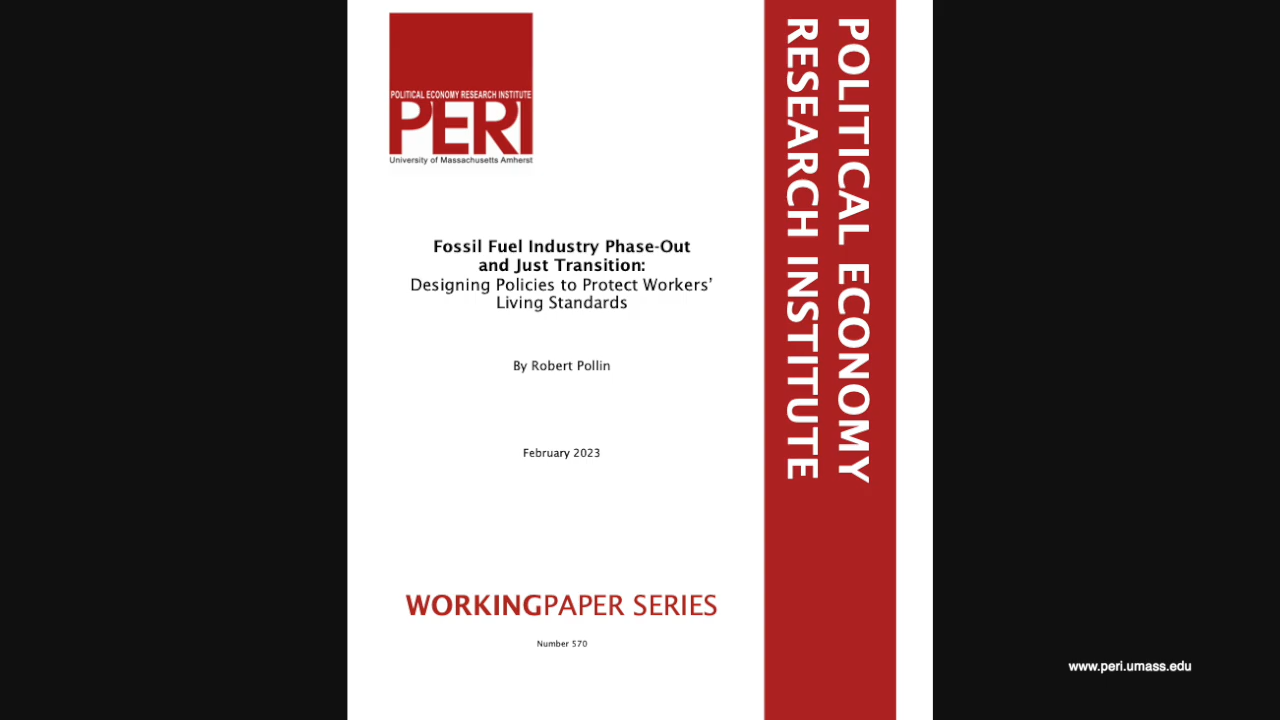 POLITICAL ECONOMY RESEARCH INSTITUTE
PERI
University of Massachusetts Amherst
Fossil Fuel Industry Phase-Out
and Just Transition:
Designing Policies to Protect Workers’
Living Standards
By Robert Pollin
February 2023
WORKINGPAPER SERIES
Number 570
POLITICAL ECONOMY
RESEARCH INSTITUTE
www.peri.umass.edu